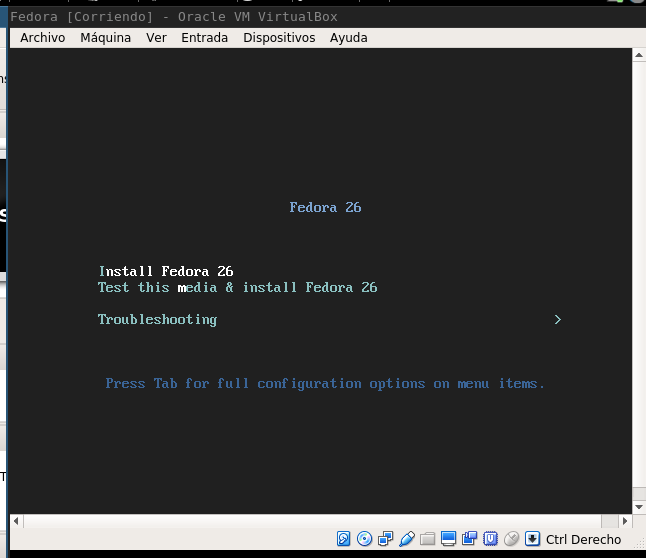 Fedora [Corriendo] - Oracle VM VirtualBox
Archivo Máquina Ver Entrada Dispositivos Ayuda
Fedora 26
Install Fedora 26
Test this media & install Fedora 26
Troubleshooting >
Press Tab for full configuration options on menu items.
Ctrl Derecho